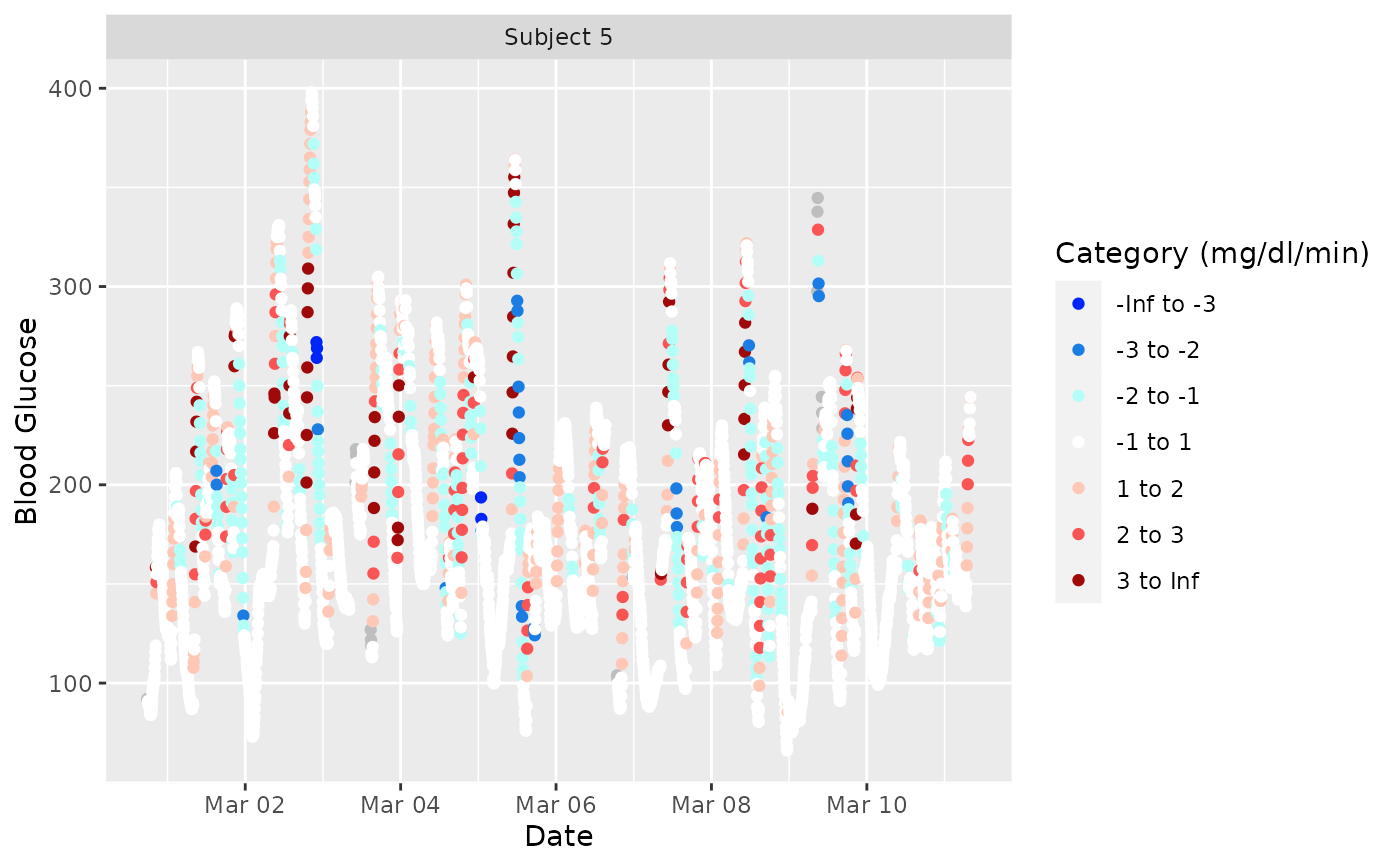 Subject 5
400
300
200
100
Blood Glucose
Mar 02
Mar 04
Mar 06
Mar 08
Mar 10
Date
Category (mg/dl/min)
-Inf to -3
-3 to -2
-2 to -1
-1 to 1
1 to 2
2 to 3
3 to Inf